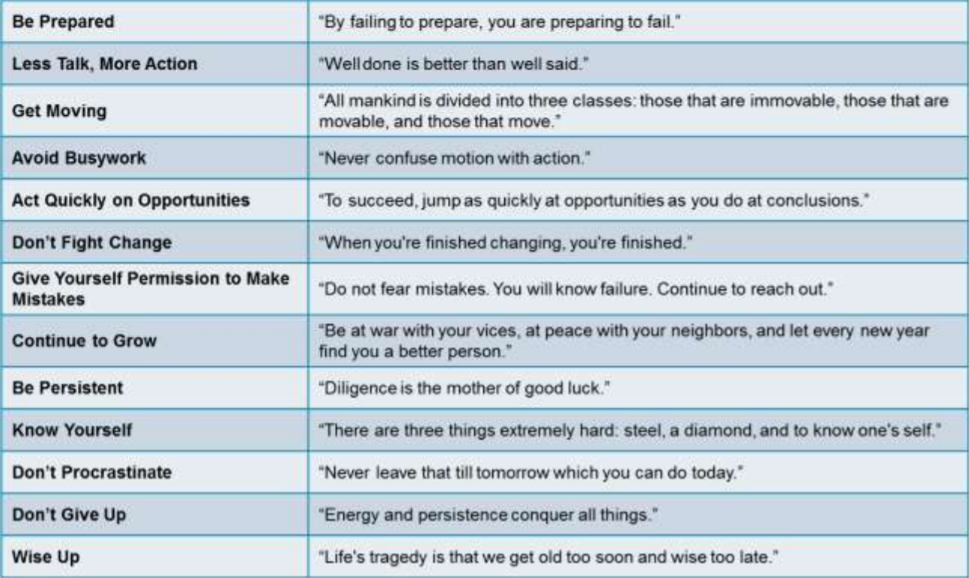 Be Prepared
"By failing to prepare, you are preparing to fail."
Less Talk, More Action
"Well done is better than well said."
Get Moving
"All mankind is divided into three classes: those that are immovable, those that are
movable, and those that move."
Avoid Busywork
"Never confuse motion with action."
Act Quickly on Opportunities
"To succeed, jump as quickly at opportunities as you do at conclusions."
Don't Fight Change
"When you're finished changing, you're finished."
Give Yourself Permission to Make
Mistakes
"Do not fear mistakes. You will know failure. Continue to reach out."
Continue to Grow
"Be at war with your vices, at peace with your neighbors, and let every new year
find you a better person."
Be Persistent
"Diligence is the mother of good luck."
Know Yourself
"There are three things extremely hard: steel, a diamond, and to know one's self."
Don't Procrastinate
"Never leave that till tomorrow which you can do today."
Don't Give Up
"Energy and persistence conquer all things."
Wise Up
"Life's tragedy is that we get old too soon and wise too late."